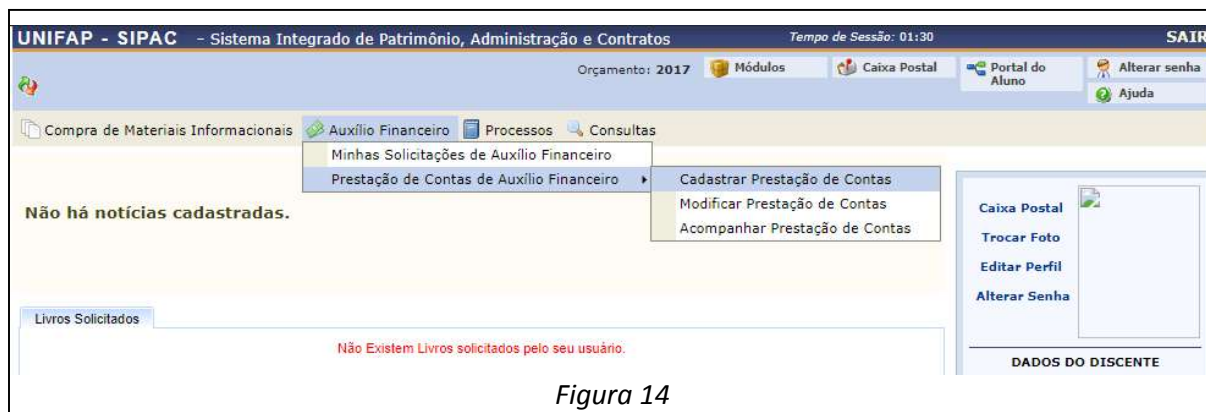 UNIFAP - SIPAC - Sistema Integrado de Patrimônio, Administração e Contratos Tempo de Sessão: 01:30 SAIR
Orçamento: 2017 Módulos Caixa Postal Portal do Aluno Alterar senha
Ajuda
Compra de Materiais Informacionais Auxílio Financeiro Processos Consultas
Minhas Solicitações de Auxílio Financeiro
Prestação de Contas de Auxílio Financeiro Cadastrar Prestação de Contas
Modificar Prestação de Contas
Acompanhar Prestação de Contas
Não há notícias cadastradas.
Caixa Postal
Trocar Foto
Editar Perfil
Alterar Senha
Livros Solicitados
Não Existem Livros solicitados pelo seu usuário.
DADOS DO DISCENTE
Figura 14